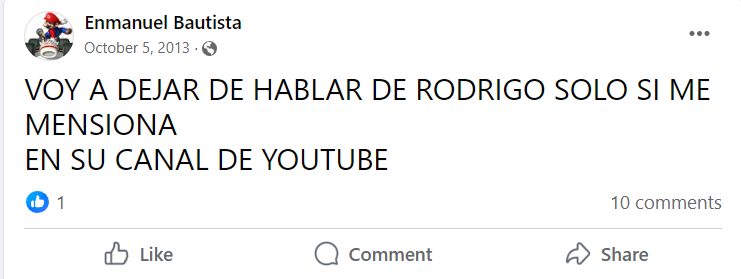 Enmanuel Bautista
October 5, 2013 ·
VOY A DEJAR DE HABLAR DE RODRIGO SOLO SI ME
MENSIONA
EN SU CANAL DE YOUTUBE
1 10 comments
Like Comment Share